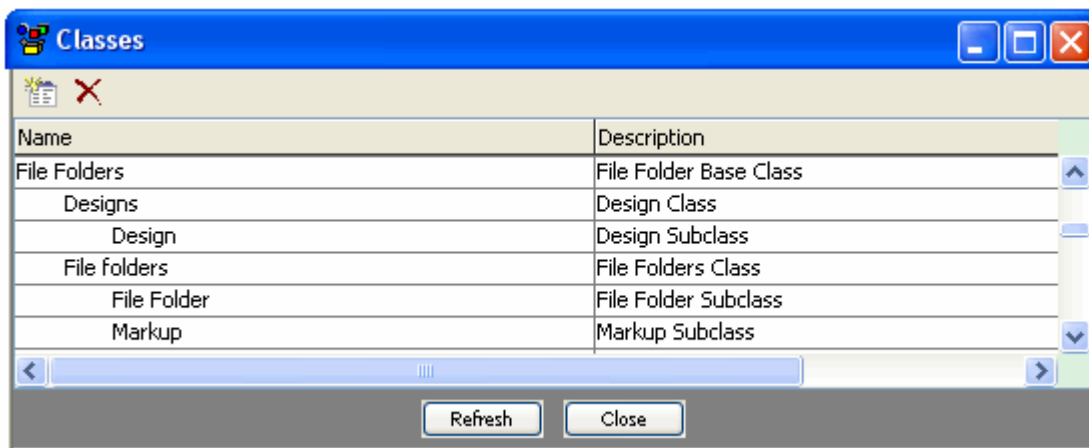 Classes
Name Description
File Folders File Folder Base Class
Designs Design Class
Design Design Subclass
File folders File Folders Class
File Folder File Folder Subclass
Markup Markup Subclass
Refresh Close